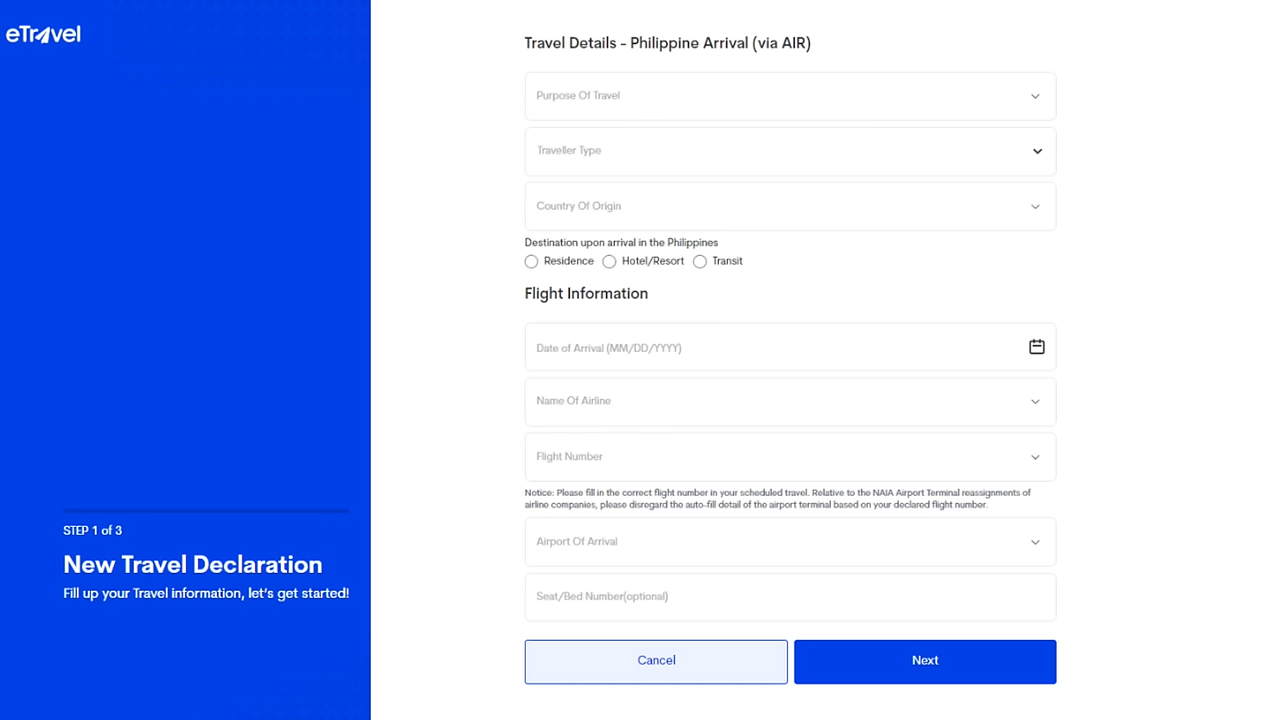 eTravel
Travel Details - Philippine Arrival (via AIR)
Purpose Of Travel
Traveller Type
Country Of Origin
Destination upon arrival in the Philippines
Residence Hotel/Resort Transit
Flight Information
Date of Arrival (MM/DD/YYYY)
Name Of Airline
Flight Number
Notice: Please fill in the correct flight number in your scheduled travel. Relative to the NAIA Airport Terminal reassignments of
airline companies, please disregard the auto-fill detail of the airport terminal based on your declared flight number.
Airport Of Arrival
Seat/Bed Number(optional)
Cancel Next
STEP 1 of 3
New Travel Declaration
Fill up your Travel information, let's get started!